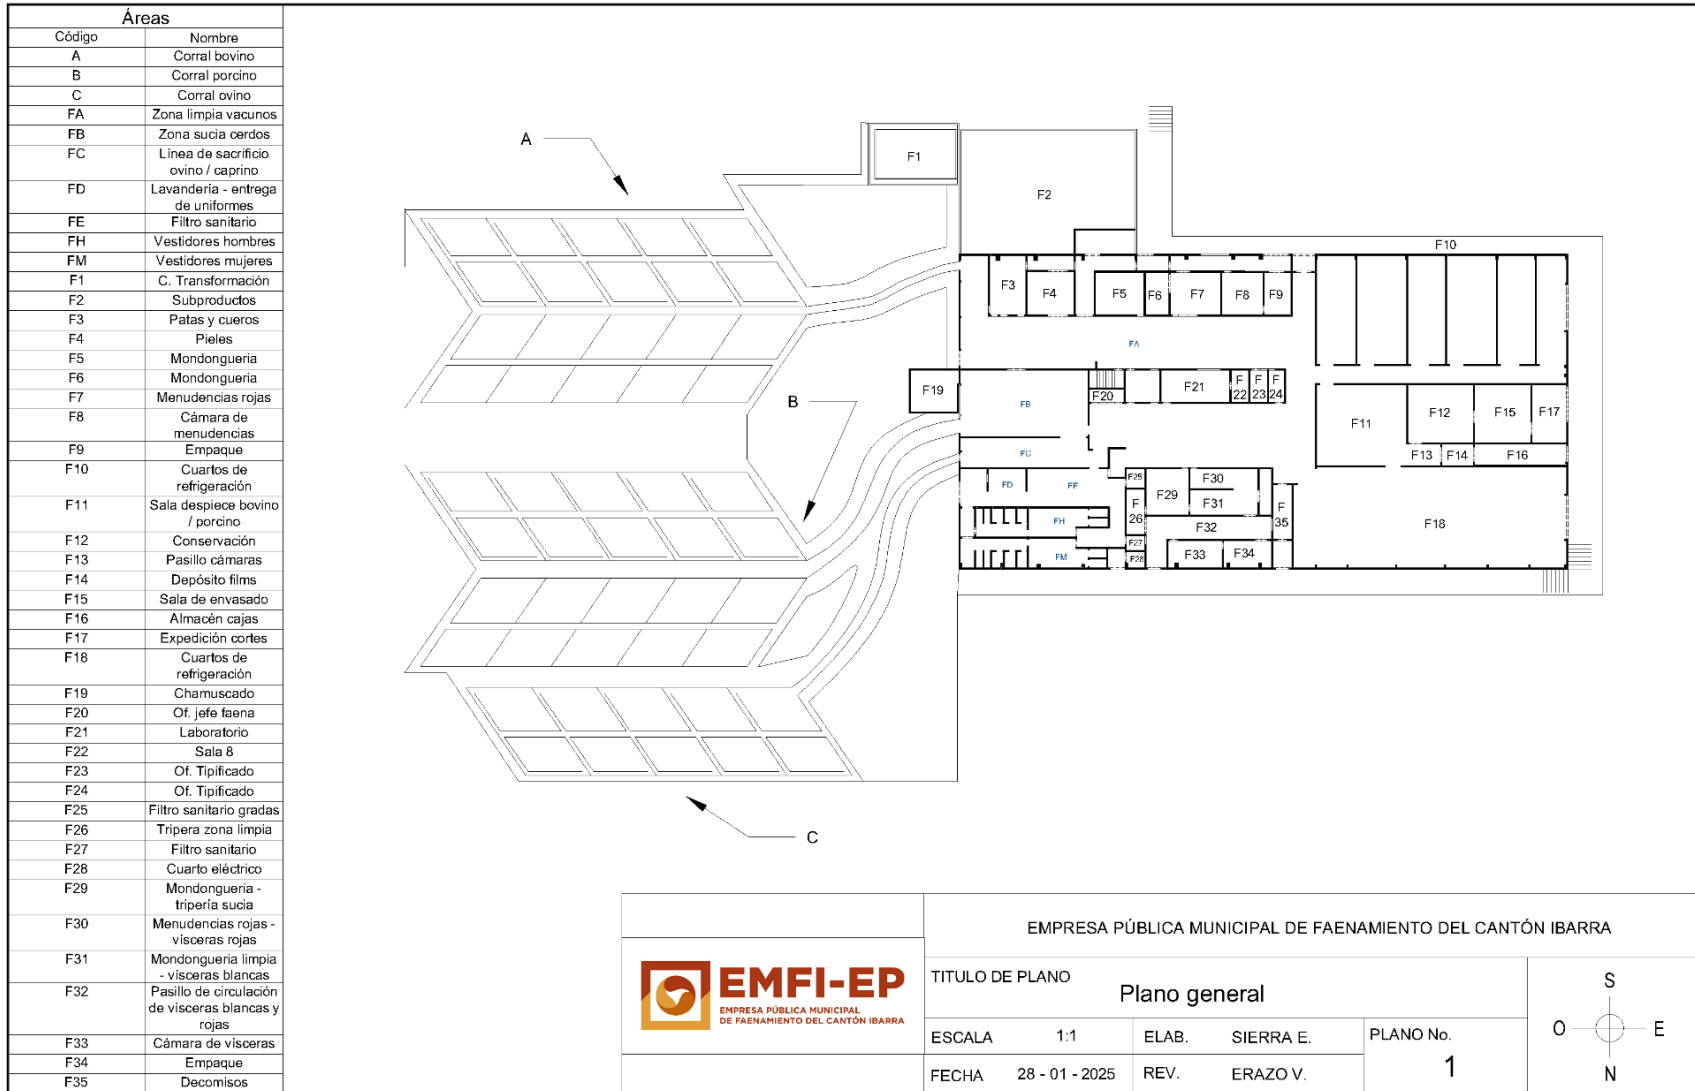 Áreas
Código Nombre
A Corral bovino
B Corral porcino
C Corral ovino
FA Zona limpia vacunos
FB Zona sucia cerdos
FC Línea de sacrificio
ovino / caprino
FD Lavandería - entrega
de uniformes
FE Filtro sanitario
FH Vestidores hombres
FM Vestidores mujeres
F1 C. Transformación
F2 Subproductos
F3 Patas y cueros
F4 Pieles
F5 Mondongueria
F6 Mondongueria
F7 Menudencias rojas
F8 Cámara de
menudencias
F9 Empaque
F10 Cuartos de
refrigeración
F11 Sala despiece bovino
/ porcino
F12 Conservación
F13 Pasillo cámaras
F14 Depósito films
F15 Sala de envasado
F16 Almacén cajas
F17 Expedición cortes
F18 Cuartos de
refrigeración
F19 Chamuscado
F20 Of. jefe faena
F21 Laboratorio
F22 Sala 8
F23 Of. Tipificado
F24 Of. Tipificado
F25 Filtro sanitario gradas
F26 Tripera zona limpia
F27 Filtro sanitario
F28 Cuarto eléctrico
F29 Mondongueria -
tripería sucia
F30 Menudencias rojas -
vísceras rojas
F31 Mondongueria limpia
- vísceras blancas
F32 Pasillo de circulación
de vísceras blancas y
rojas
F33 Cámara de vísceras
F34 Empaque
F35 Decomisos
A
F1
F2
F10
F3 F4 F5 F6 F7 F8 F9
FA
F19
B
FB
F20
F21
F
22
F
23
F
24
F11
F12
F15
F17
FC
F13
F14
F16
FD
FE
F25
F
26
F29
F30
F31
F
35
F18
FH
F32
F27
FM
F28
F33
F34
C
EMFI-EP
EMPRESA PÚBLICA MUNICIPAL
DE FAENAMIENTO DEL CANTÓN IBARRA
EMPRESA PÚBLICA MUNICIPAL DE FAENAMIENTO DEL CANTÓN IBARRA
TITULO DE PLANO
Plano general
ESCALA 1:1 ELAB. SIERRA E.
FECHA 28 - 01 - 2025 REV. ERAZO V.
PLANO No.
1
S
O E
N